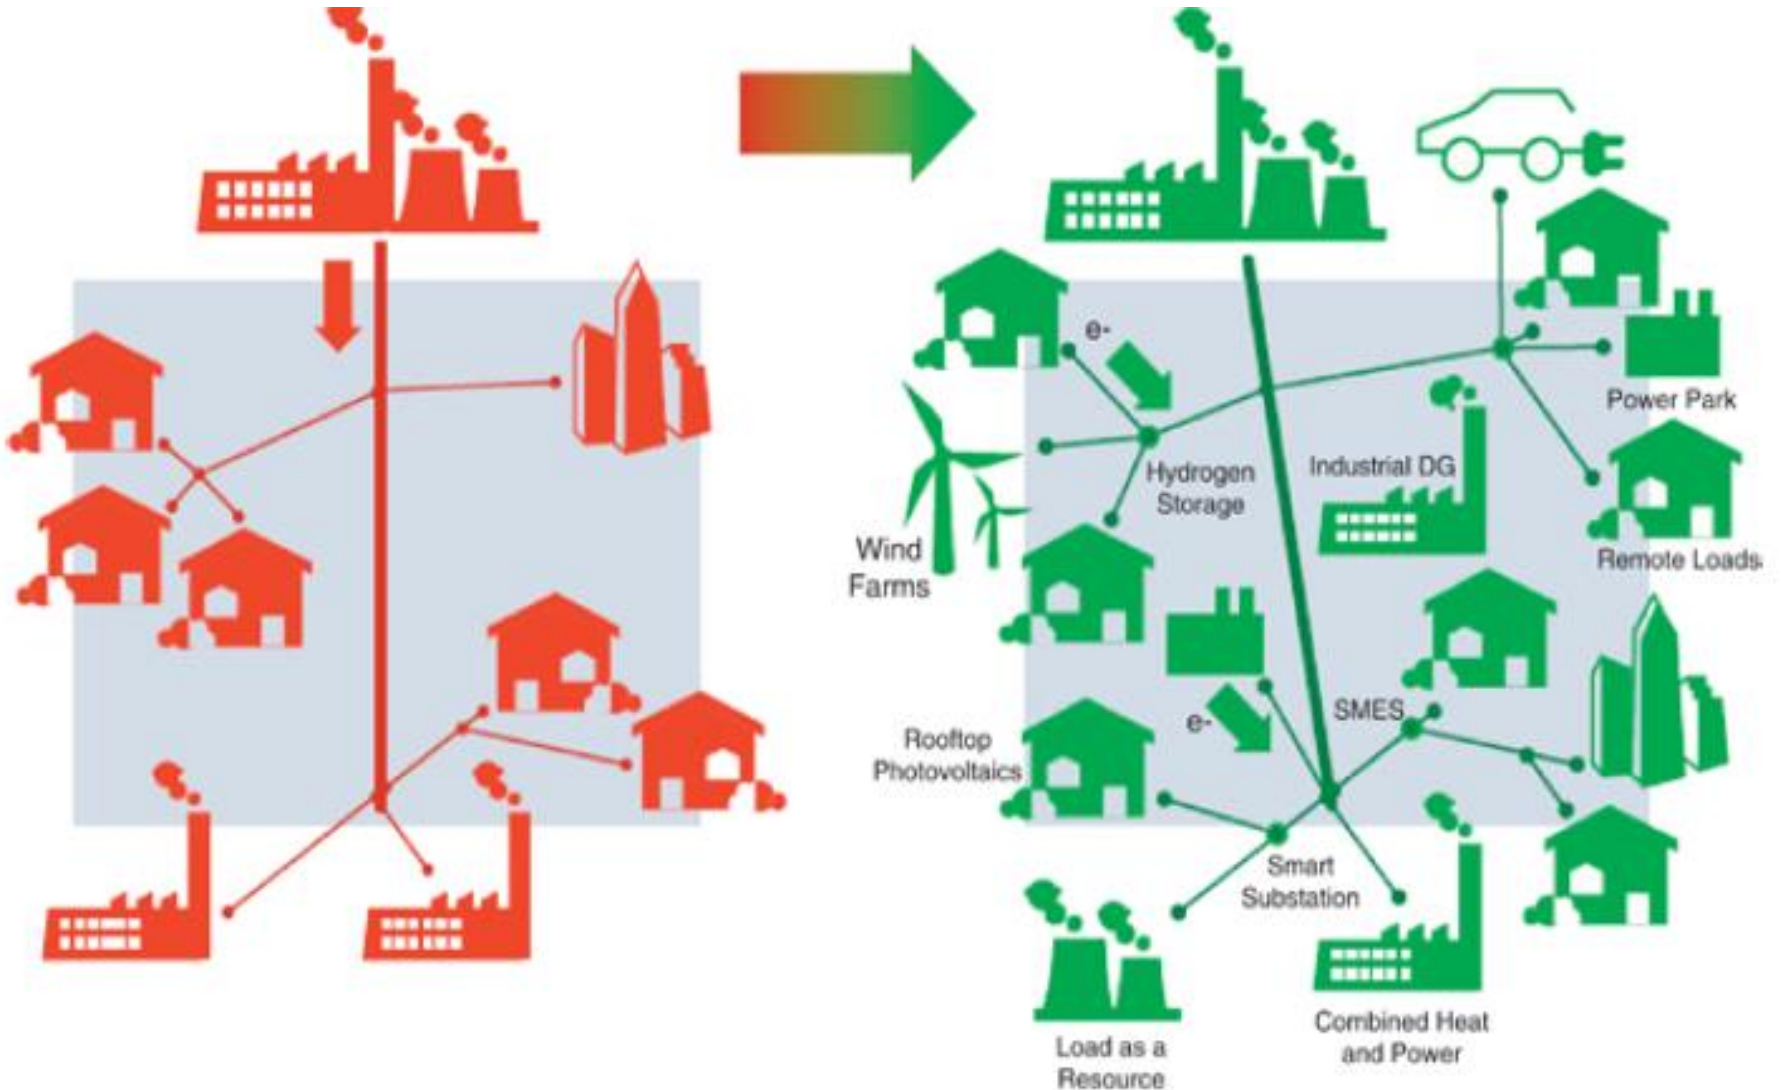 e-
Power Park
Hydrogen
Storage
Industrial DG
Wind
Farms
Remote Loads
e-
SMES
Rooftop
Photovoltaics
Smart
Substation
Combined Heat
and Power
Load as a
Resource